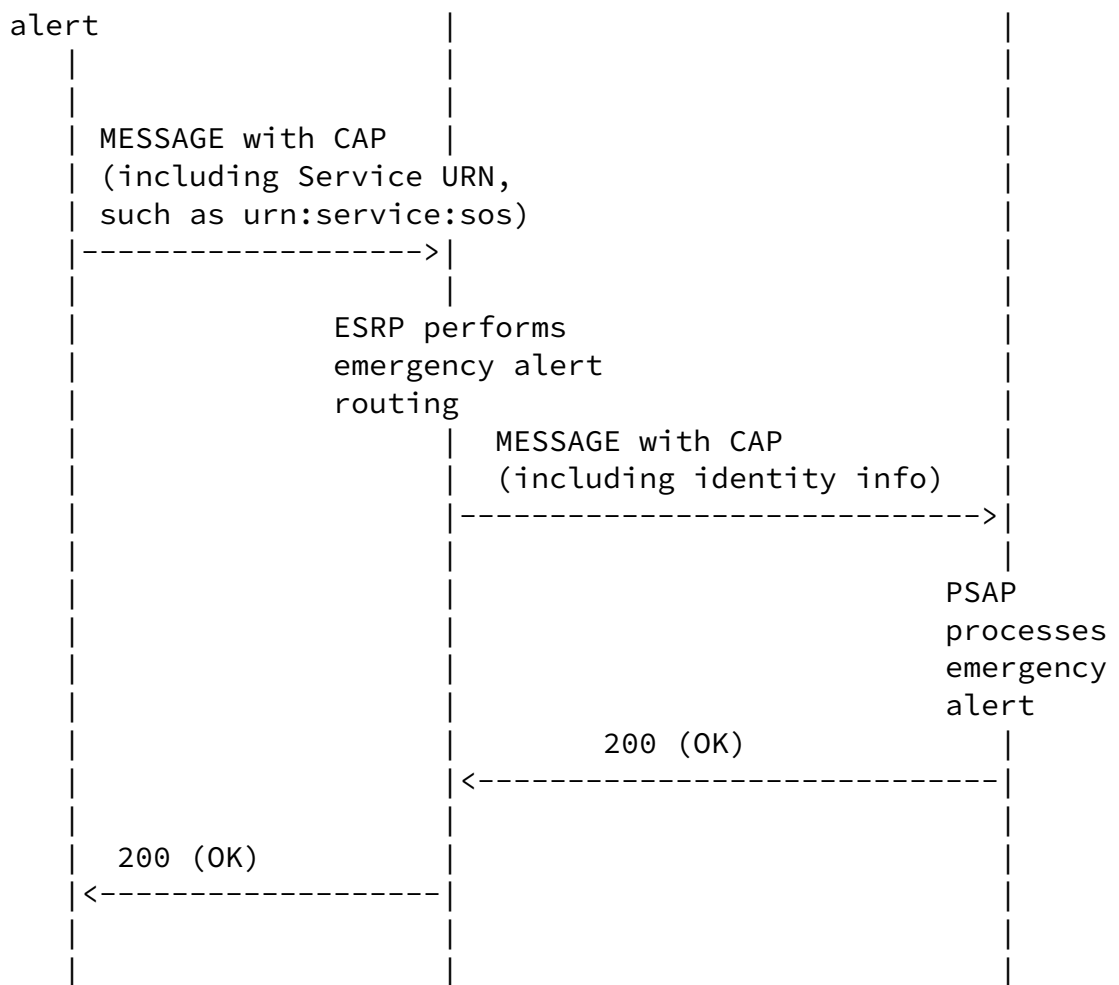 alert
MESSAGE with CAP
(including Service URN,
such as urn:service:sos)
ESRP performs
emergency alert
routing
MESSAGE with CAP
(including identity info)
PSAP
processes
emergency
alert
200 (OK)
200 (OK)